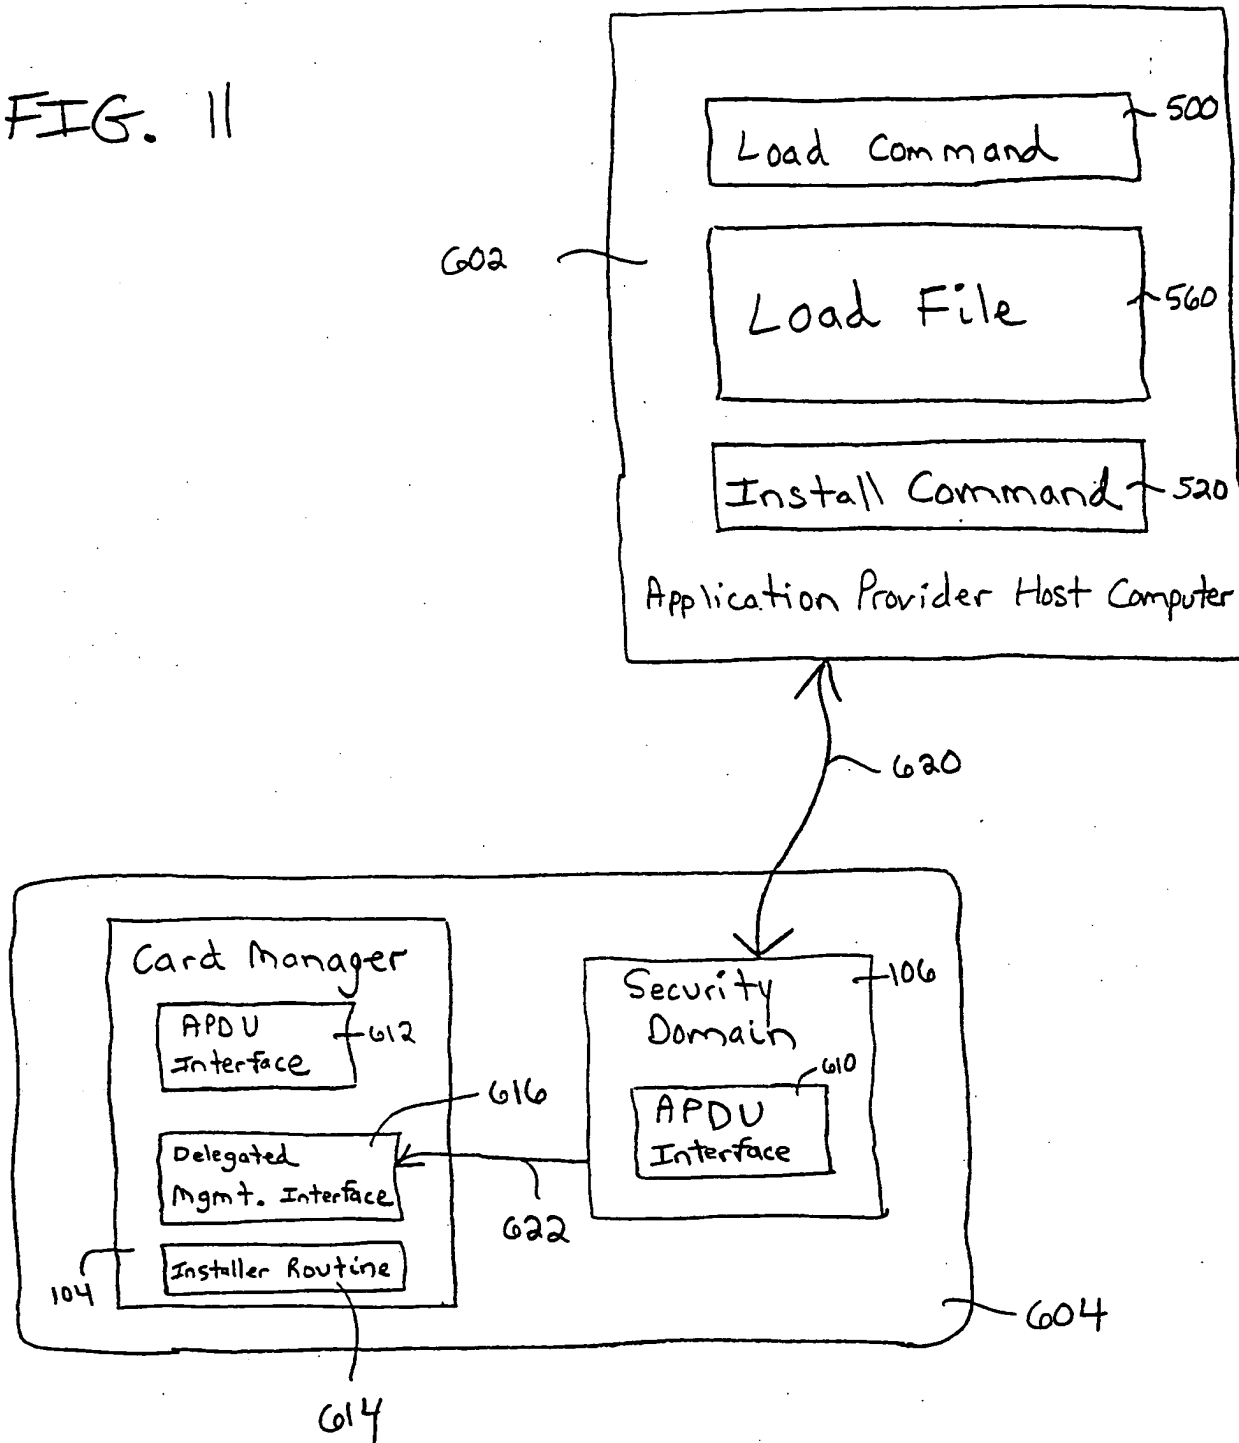 FIG. 11
500
Load Command
602
Load File
560
Install Command
520
Application Provider Host Computer
620
Card Manager
APDU
Interface
612
616
Delegated
Mgmt. Interface
622
Installer Routine
104
614
Security
Domain
106
610
APDU
Interface
604